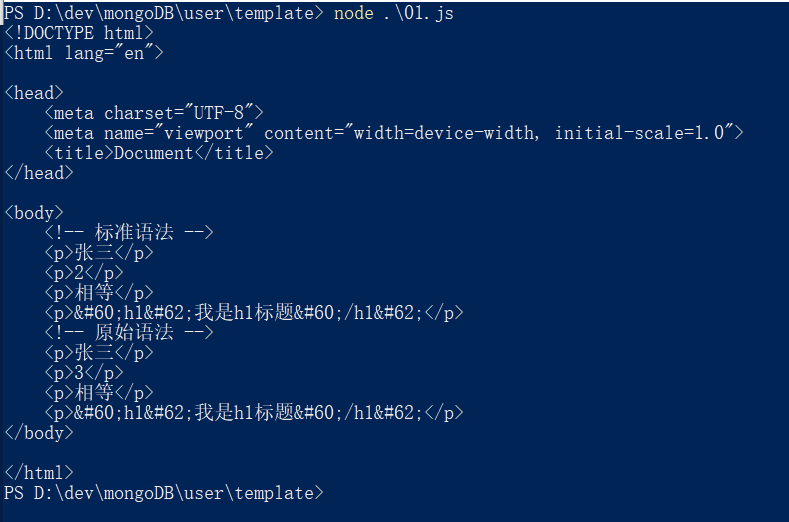 PS D:\dev\mongoDB\user\template> node .\01.js
<!DOCTYPE html>
<html lang="en">
<head>
    <meta charset="UTF-8">
    <meta name="viewport" content="width=device-width, initial-scale=1.0">
    <title>Document</title>
</head>
<body>
    <!-- 标准语法 -->
    <p>张三</p>
    <p>2</p>
    <p>相等</p>
    <p>&#60;h1&#62;我是h1标题&#60;/h1&#62;</p>
    <!-- 原始语法 -->
    <p>张三</p>
    <p>3</p>
    <p>相等</p>
    <p>&#60;h1&#62;我是h1标题&#60;/h1&#62;</p>
</body>
</html>
PS D:\dev\mongoDB\user\template>